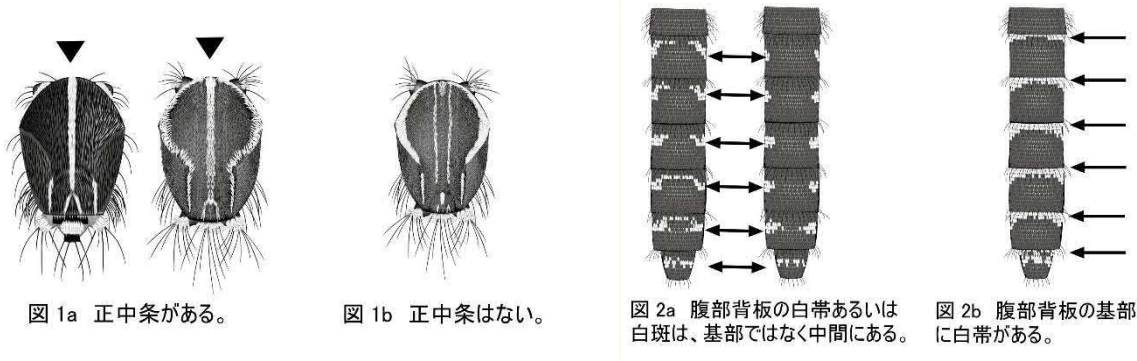 図 1a 正中条がある。
図 1b 正中条はない。
図 2a 腹部背板の白帯あるいは
白斑は、基部ではなく中間にある。
図 2b 腹部背板の基部
に白帯がある。